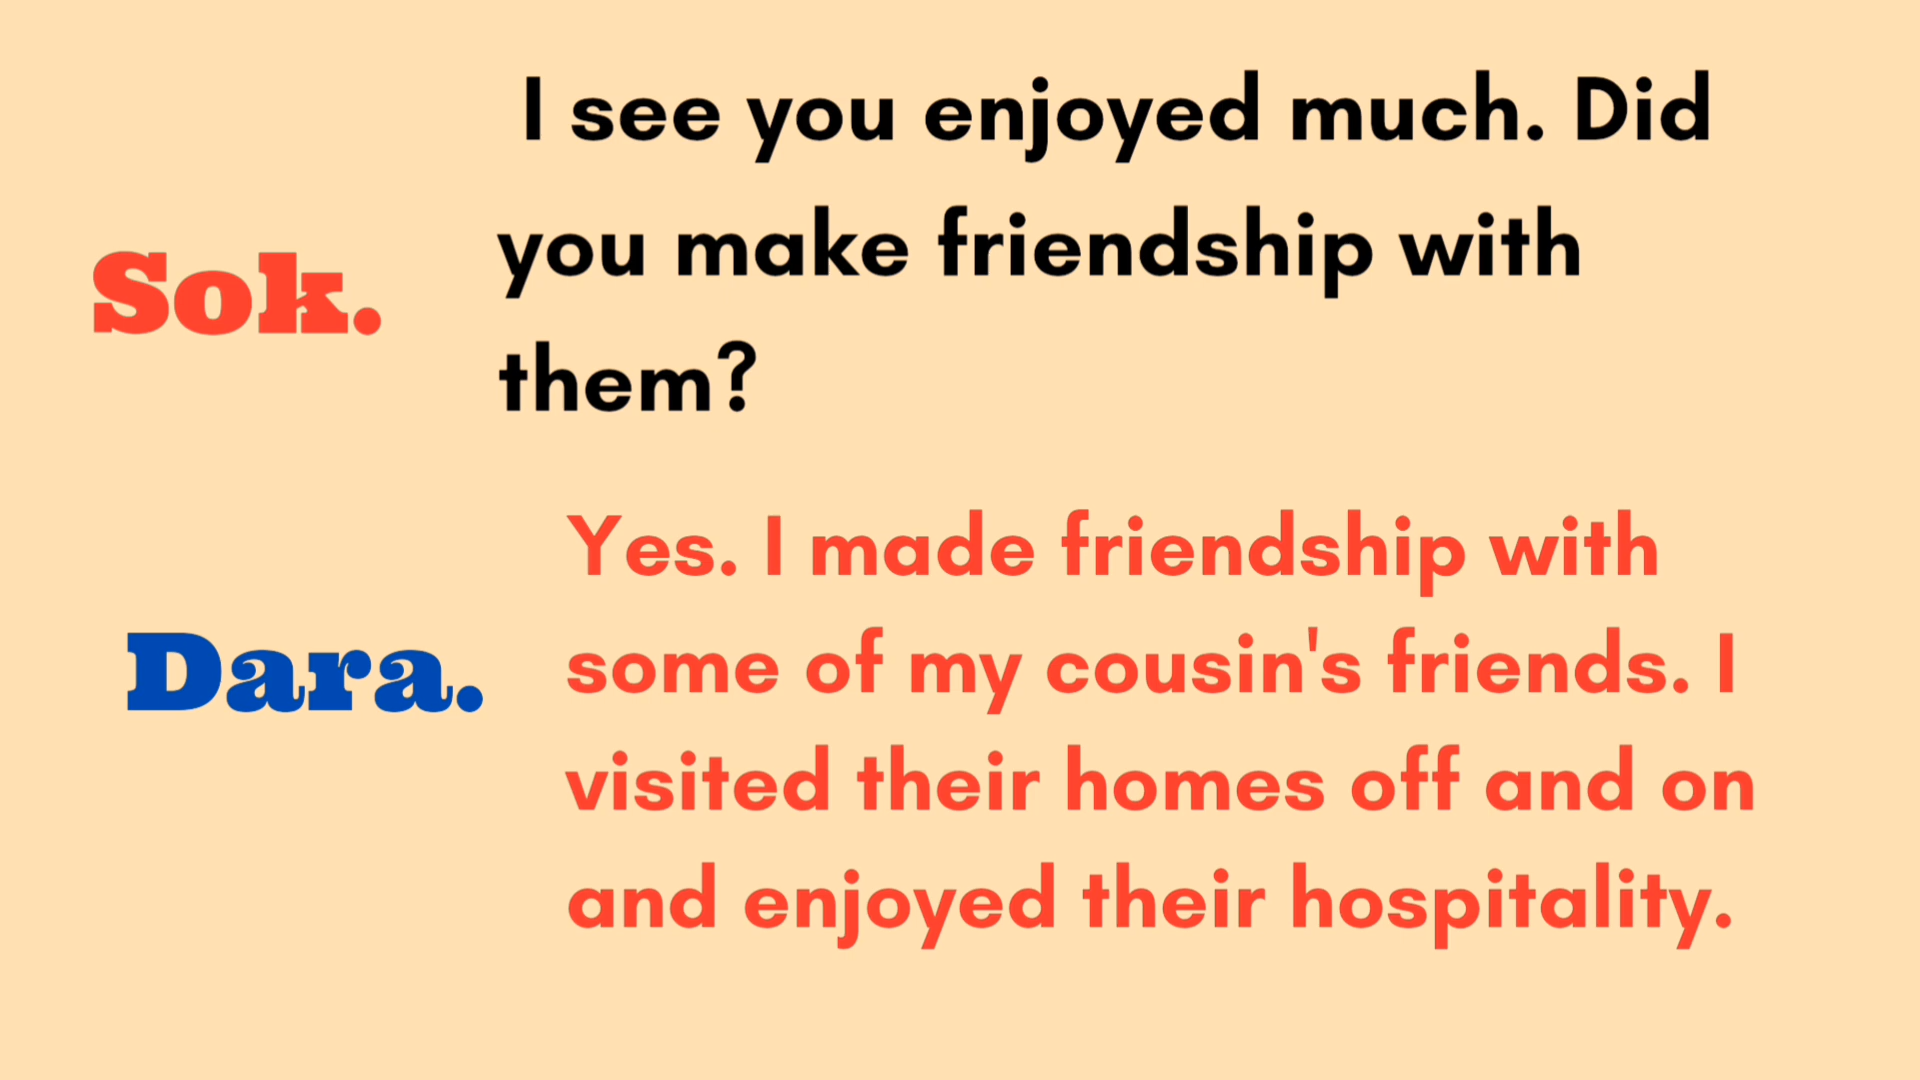 Sok.
I see you enjoyed much. Did
you make friendship with
them?
Dara.
Yes. I made friendship with
some of my cousin's friends. I
visited their homes off and on
and enjoyed their hospitality.